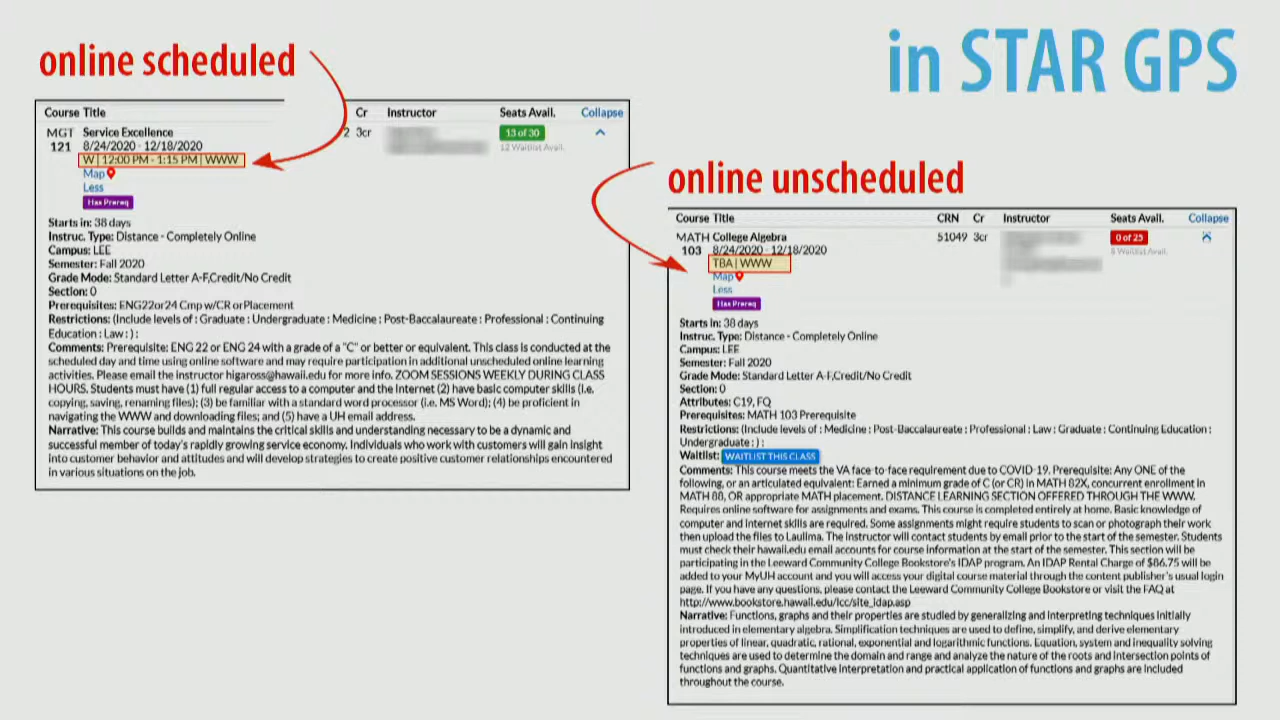 in STAR GPS
online scheduled
Course Title Cr Instructor Seats Avail. Collapse
MGT Service Excellence 2 3cr 13 of 30
121 8/24/2020 - 12/18/2020 12 Waitlist Avail.
W | 12:00 PM - 1:15 PM | WWW
Map
Less
Has Prereq
Starts in: 38 days
Instruc. Type: Distance - Completely Online
Campus: LEE
Semester: Fall 2020
Grade Mode: Standard Letter A-F,Credit/No Credit
Section: 0
Prerequisites: ENG22or24 Cmp w/CR orPlacement
Restrictions: (Include levels of : Graduate : Undergraduate : Medicine : Post-Baccalaureate : Professional : Continuing
Education : Law : ) :
Comments: Prerequisite: ENG 22 or ENG 24 with a grade of a "C" or better or equivalent. This class is conducted at the
scheduled day and time using online software and may require participation in additional unscheduled online learning
activities. Please email the instructor higaross@hawaii.edu for more info. ZOOM SESSIONS WEEKLY DURING CLASS
HOURS. Students must have (1) full regular access to a computer and the Internet (2) have basic computer skills (i.e.
copying, saving, renaming files); (3) be familiar with a standard word processor (i.e. MS Word); (4) be proficient in
navigating the WWW and downloading files; and (5) have a UH email address.
Narrative: This course builds and maintains the critical skills and understanding necessary to be a dynamic and
successful member of today's rapidly growing service economy. Individuals who work with customers will gain insight
into customer behavior and attitudes and will develop strategies to create positive customer relationships encountered
in various situations on the job.
online unscheduled
Course Title CRN Cr Instructor Seats Avail. Collapse
MATH College Algebra 51049 3cr 0 of 25
103 8/24/2020 - 12/18/2020 8 Waitlist Avail.
TBA | WWW
Map
Less
Has Prereq
Starts in: 38 days
Instruc. Type: Distance - Completely Online
Campus: LEE
Semester: Fall 2020
Grade Mode: Standard Letter A-F,Credit/No Credit
Section: 0
Attributes: C19, FQ
Prerequisites: MATH 103 Prerequisite
Restrictions: (Include levels of : Medicine : Post-Baccalaureate : Professional : Law : Graduate : Continuing Education :
Undergraduate : ) :
Waitlist: WAITLIST THIS CLASS
Comments: This course meets the VA face-to-face requirement due to COVID-19. Prerequisite: Any ONE of the
following, or an articulated equivalent: Earned a minimum grade of C (or CR) in MATH 82X, concurrent enrollment in
MATH 88, OR appropriate MATH placement. DISTANCE LEARNING SECTION OFFERED THROUGH THE WWW.
Requires online software for assignments and exams. This course is completed entirely at home. Basic knowledge of
computer and Internet skills are required. Some assignments might require students to scan or photograph their work
then upload the files to Laulima. The instructor will contact students by email prior to the start of the semester. Students
must check their hawaii.edu email accounts for course information at the start of the semester. This section will be
participating in the Leeward Community College Bookstore's IDAP program. An IDAP Rental Charge of $86.75 will be
added to your MyUH account and you will access your digital course material through the content publisher's usual login
page. If you have any questions, please contact the Leeward Community College Bookstore or visit the FAQ at
http://www.bookstore.hawaii.edu/lcc/site_idap.asp
Narrative: Functions, graphs and their properties are studied by generalizing and interpreting techniques initially
introduced in elementary algebra. Simplification techniques are used to define, simplify, and derive elementary
properties of linear, quadratic, rational, exponential and logarithmic functions. Equation, system and inequality solving
techniques are used to determine the domain and range and analyze the nature of the roots and intersection points of
functions and graphs. Quantitative interpretation and practical application of functions and graphs are included
throughout the course.